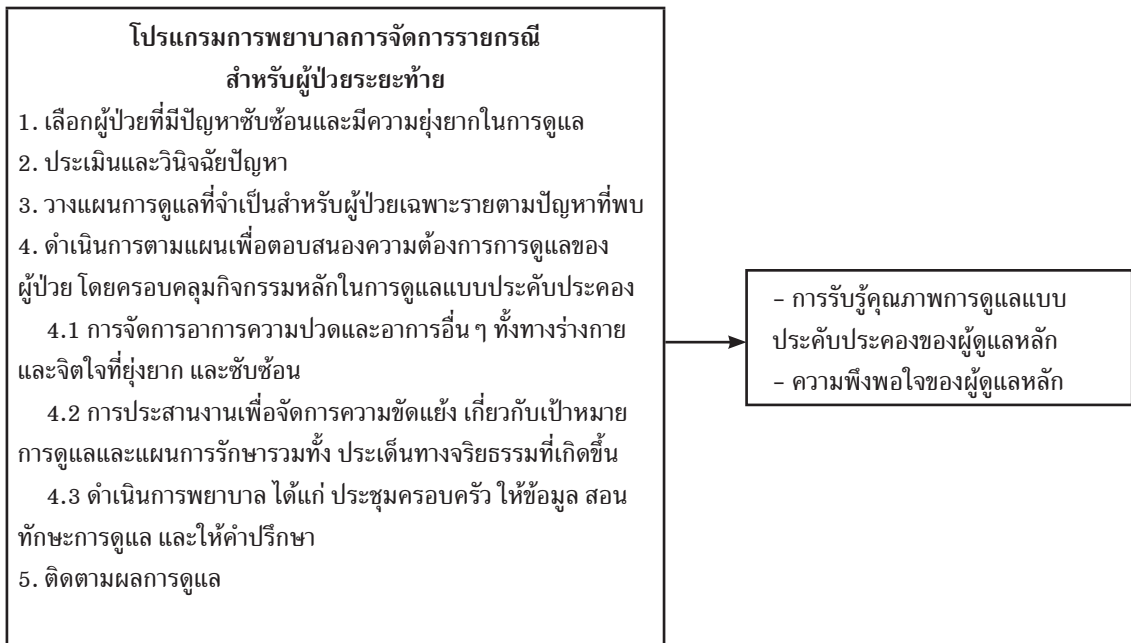 โปรแกรมการพยาบาลการจัดการรายกรณี
สำหรับผู้ป่วยระยะท้าย
1. เลือกผู้ป่วยที่มีปัญหาซับซ้อนและมีความยุ่งยากในการดูแล
2. ประเมินและวินิจฉัยปัญหา
3. วางแผนการดูแลที่จำเป็นสำหรับผู้ป่วยเฉพาะรายตามปัญหาที่พบ
4. ดำเนินการตามแผนเพื่อตอบสนองความต้องการการดูแลของ
ผู้ป่วย โดยครอบคลุมกิจกรรมหลักในการดูแลแบบประคับประคอง
4.1 การจัดการอาการความปวดและอาการอื่น ๆ ทั้งทางร่างกาย
และจิตใจที่ยุ่งยาก และซับซ้อน
4.2 การประสานงานเพื่อจัดการความขัดแย้ง เกี่ยวกับเป้าหมาย
การดูแลและแผนการรักษารวมทั้ง ประเด็นทางจริยธรรมที่เกิดขึ้น
4.3 ดำเนินการพยาบาล ได้แก่ ประชุมครอบครัว ให้ข้อมูล สอน
ทักษะการดูแล และให้คำปรึกษา
5. ติดตามผลการดูแล
- การรับรู้คุณภาพการดูแลแบบ
ประคับประคองของผู้ดูแลหลัก
- ความพึงพอใจของผู้ดูแลหลัก